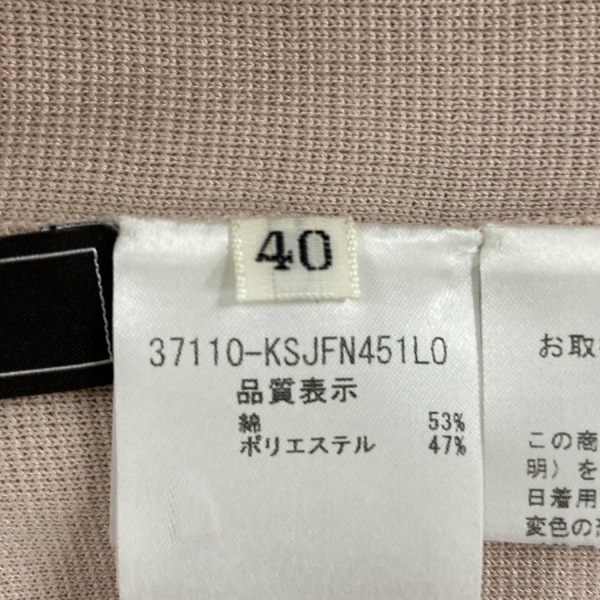 40
37110-KSJFN451L0
品質表示
綿 53%
ポリエステル 47%
お取
この商
明）を
日着用
変色の